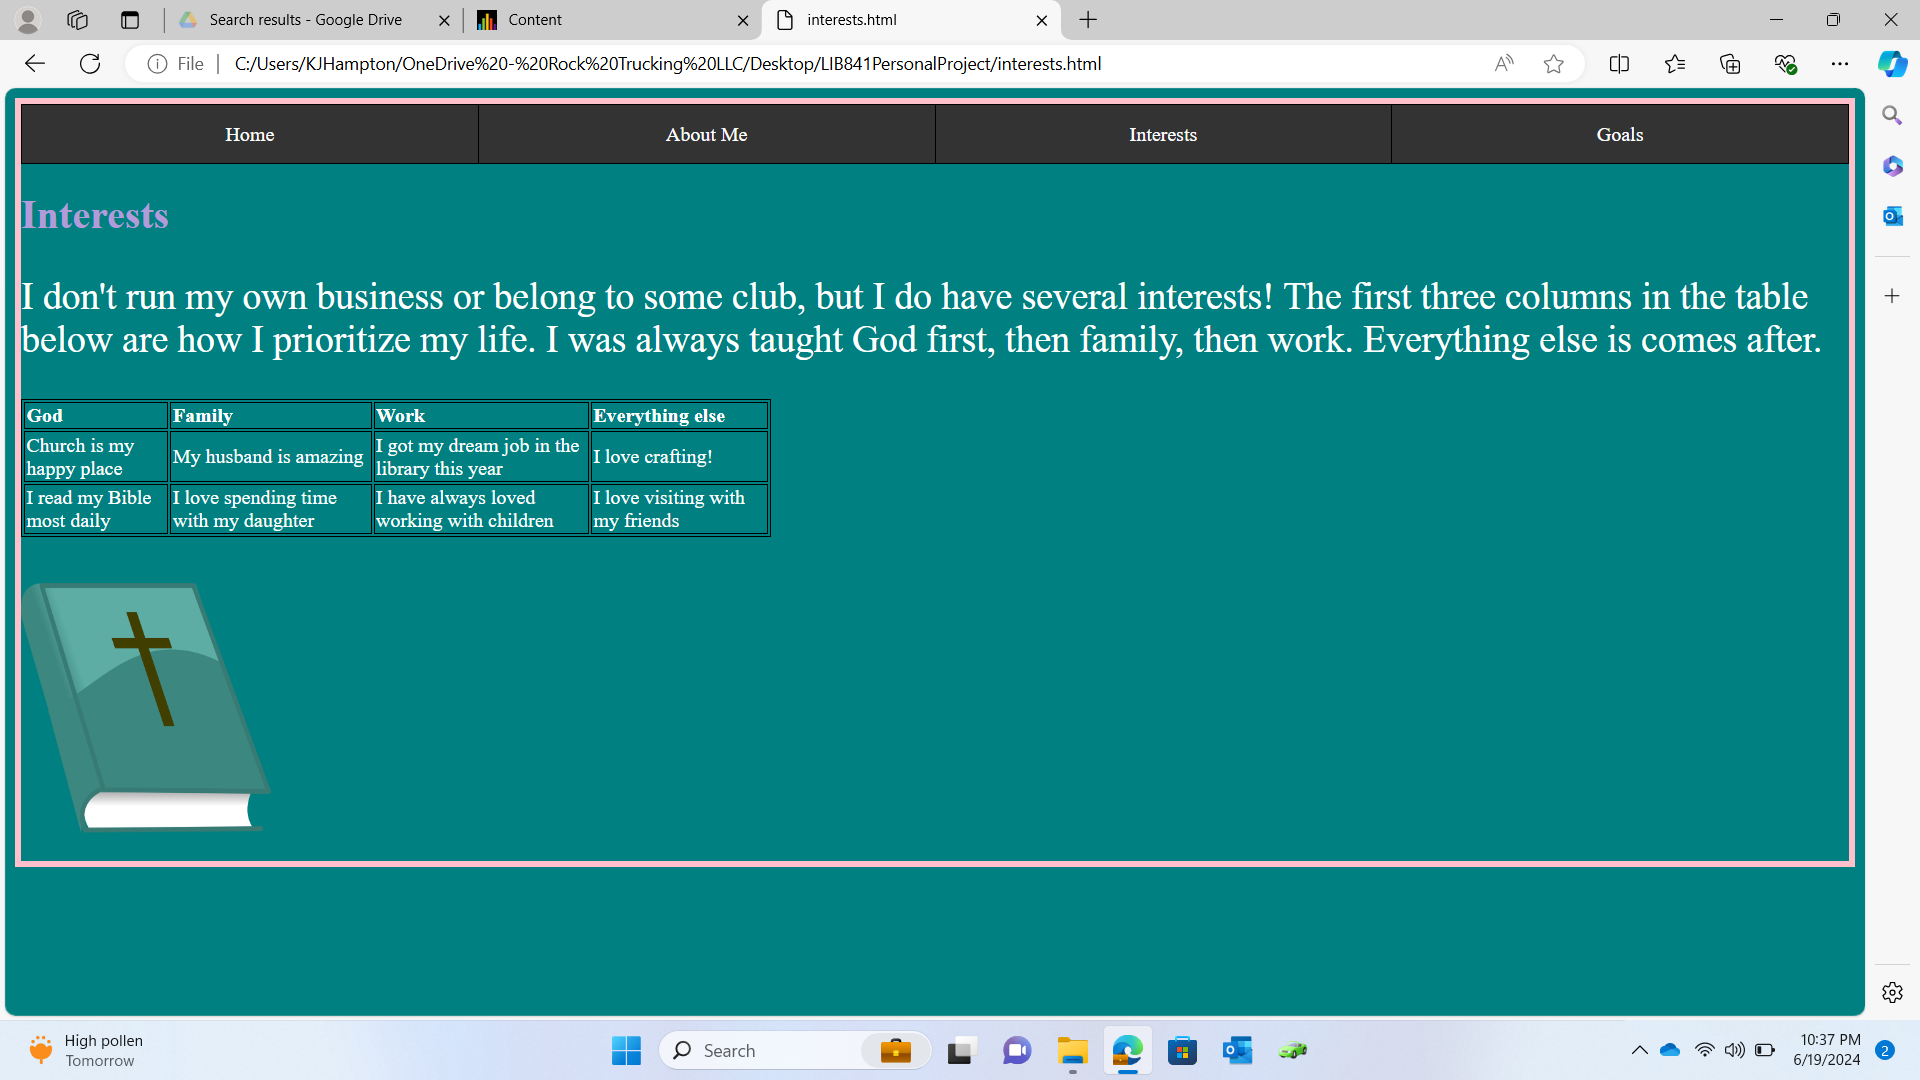 Search results - Google Drive
Content
interests.html
File
C:/Users/KJHampton/OneDrive%20-%20Rock%20Trucking%20LLC/Desktop/LIB841PersonalProject/interests.html
Home
About Me
Interests
Goals
Interests
I don't run my own business or belong to some club, but I do have several interests! The first three columns in the table
below are how I prioritize my life. I was always taught God first, then family, then work. Everything else is comes after.
God
Family
Work
Everything else
Church is my
happy place
My husband is amazing
I got my dream job in the
library this year
I love crafting!
I read my Bible
most daily
I love spending time
with my daughter
I have always loved
working with children
I love visiting with
my friends
High pollen
Tomorrow
Search
10:37 PM
6/19/2024
2